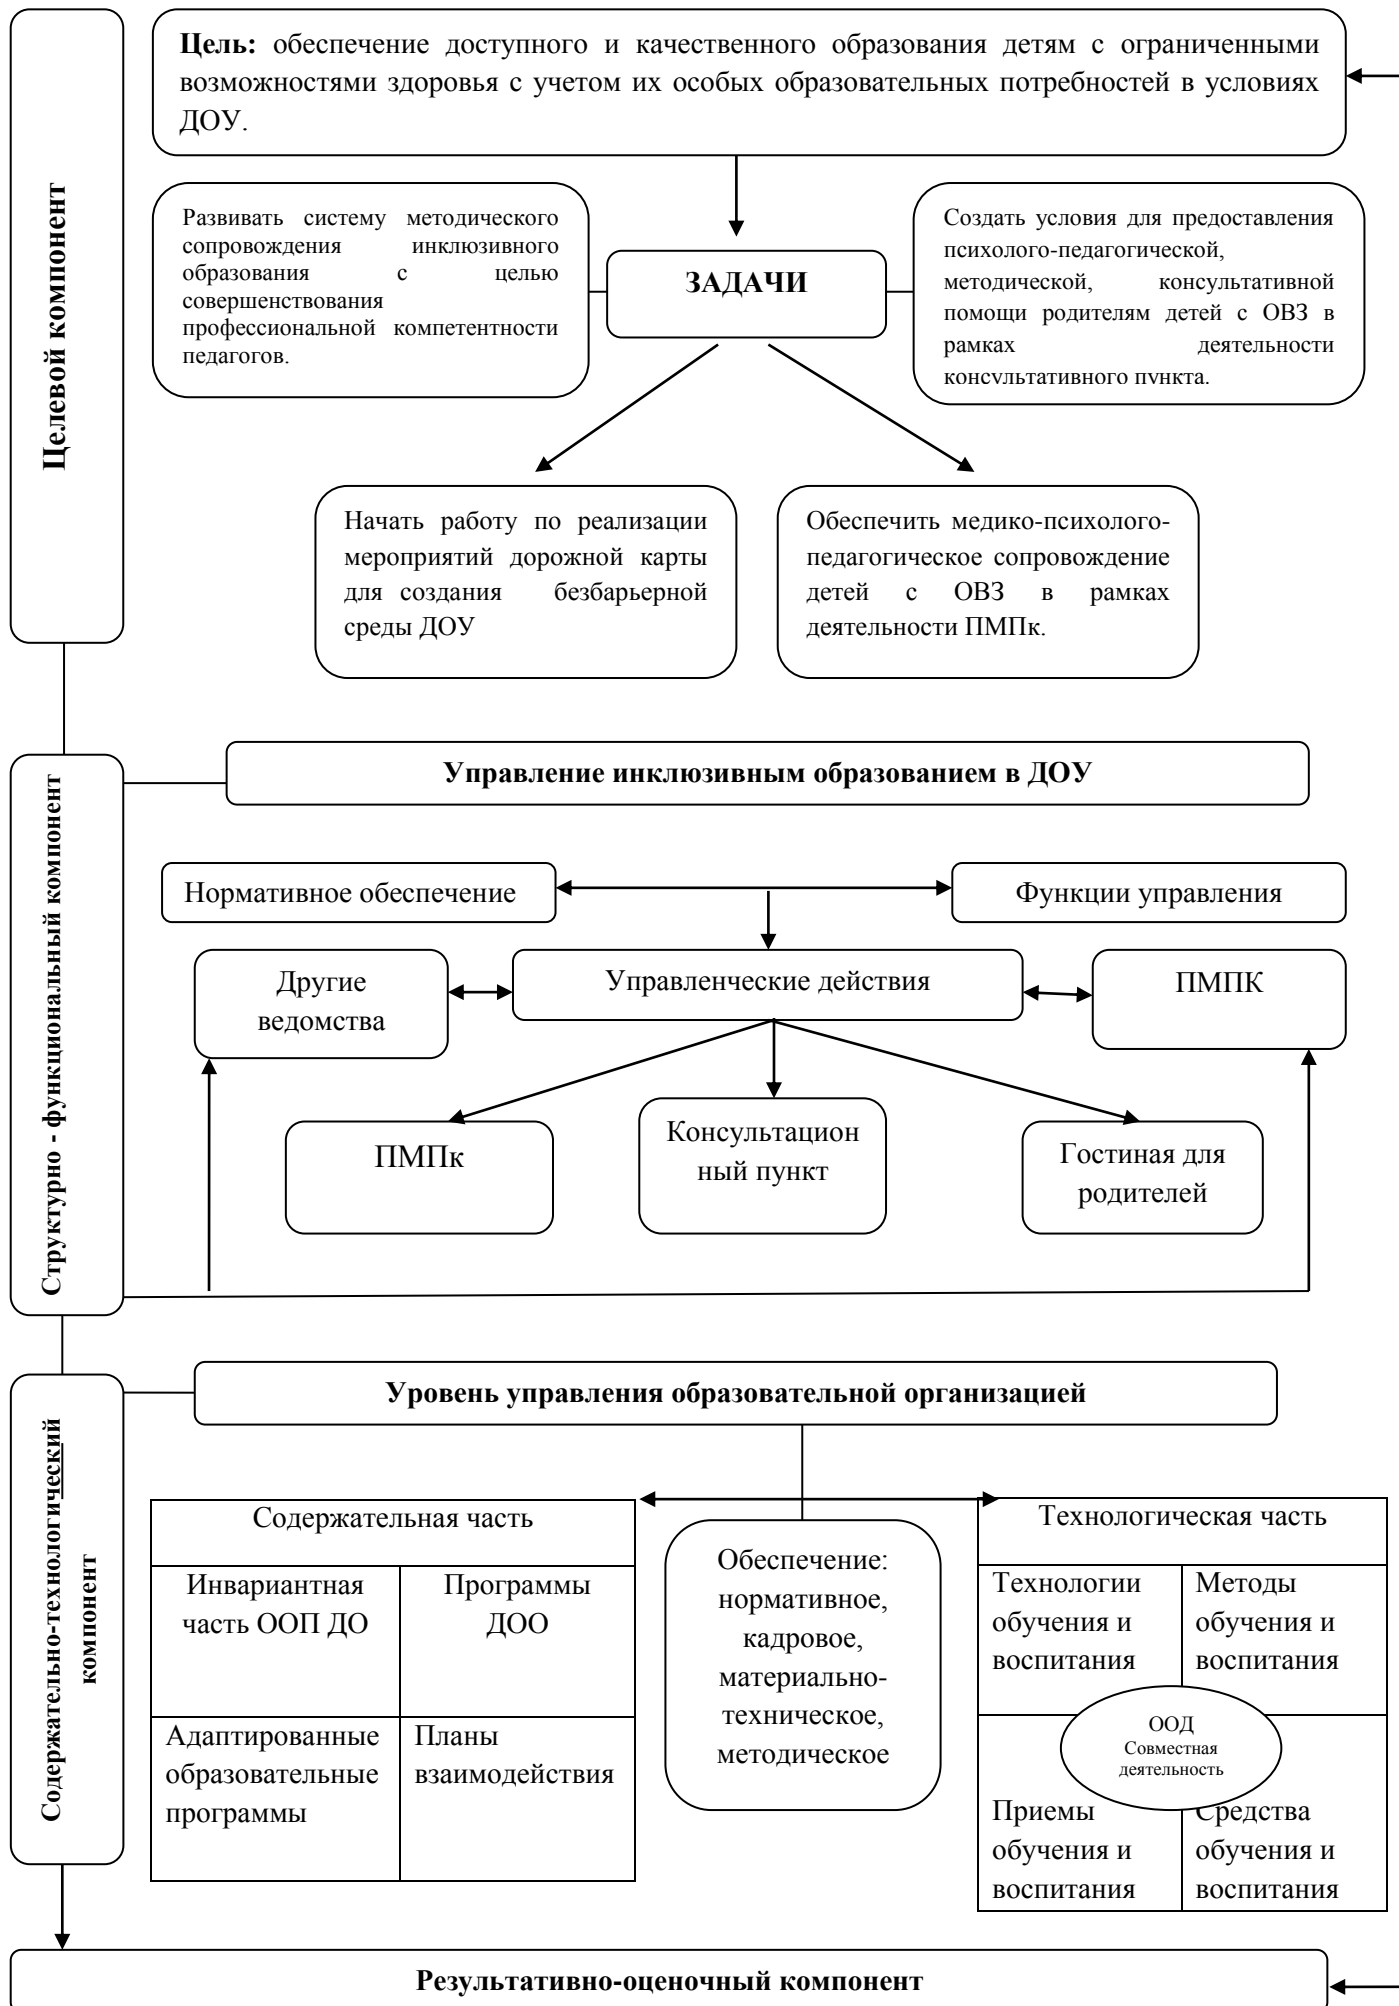 Целевой компонент
Цель: обеспечение доступного и качественного образования детям с ограниченными
возможностями здоровья с учетом их особых образовательных потребностей в условиях
ДОУ.
Развивать систему методического
сопровождения инклюзивного
образования с целью
совершенствования
профессиональной компетентности
педагогов.
ЗАДАЧИ
Создать условия для предоставления
психолого-педагогической,
методической, консультативной
помощи родителям детей с ОВЗ в
рамках деятельности
консультативного пункта.
Начать работу по реализации
мероприятий дорожной карты
для создания безбарьерной
среды ДОУ
Обеспечить медико-психолого-
педагогическое сопровождение
детей с ОВЗ в рамках
деятельности ПМПк.
Структурно - функциональный компонент
Управление инклюзивным образованием в ДОУ
Нормативное обеспечение
Функции управления
Другие
ведомства
Управленческие действия
ПМПК
ПМПк
Консультацион
ный пункт
Гостиная для
родителей
Содержательно-технологический
компонент
Уровень управления образовательной организацией
Содержательная часть
Инвариантная
часть ООП ДО
Программы
ДОО
Адаптированные
образовательные
программы
Планы
взаимодействия
Обеспечение:
нормативное,
кадровое,
материально-
техническое,
методическое
Технологическая часть
Технологии
обучения и
воспитания
Методы
обучения и
воспитания
ООД
Совместная
деятельность
Приемы
обучения и
воспитания
Средства
обучения и
воспитания
Результативно-оценочный компонент